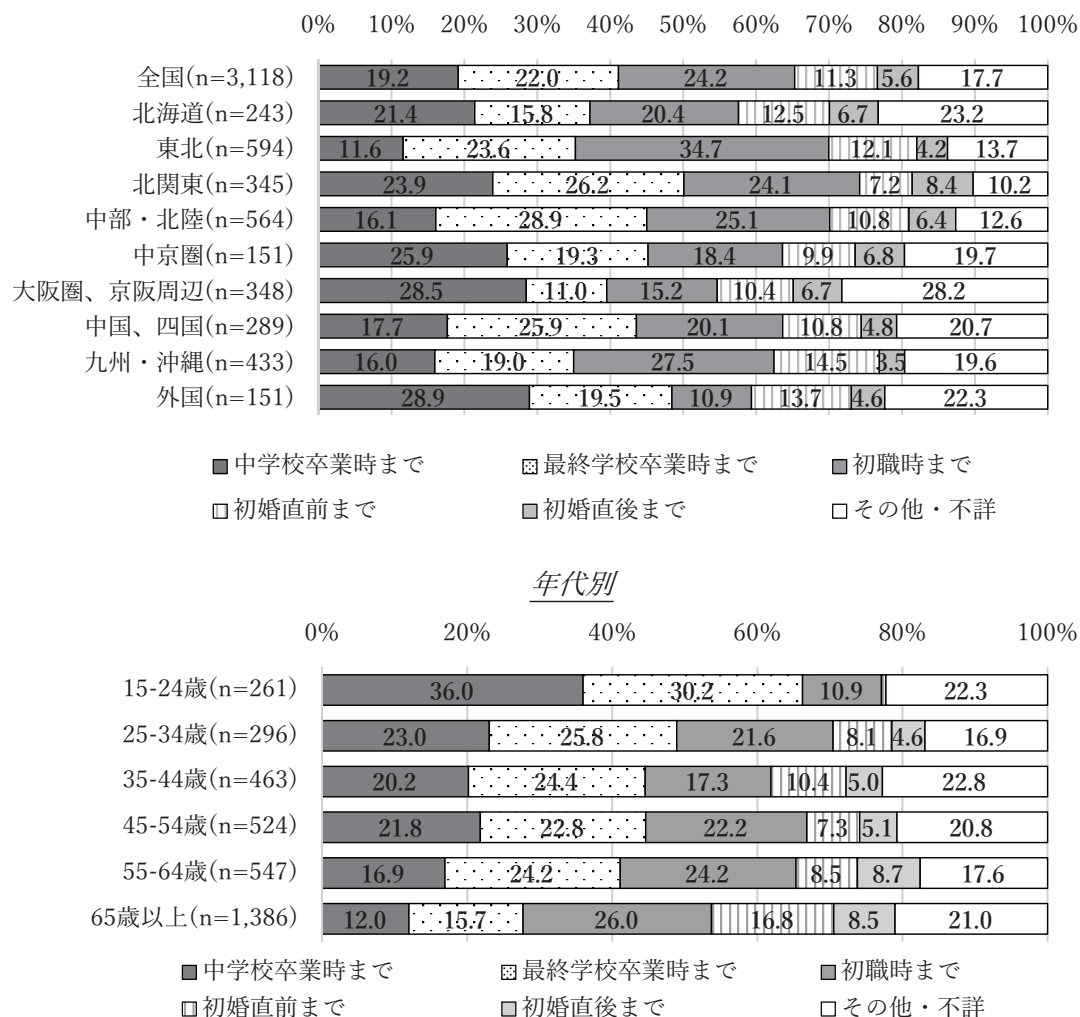 0% 10% 20% 30% 40% 50% 60% 70% 80% 90% 100%
全国(n=3,118) 19.2 22.0 24.2 11.3 5.6 17.7
北海道(n=243) 21.4 15.8 20.4 12.5 6.7 23.2
東北(n=594) 11.6 23.6 34.7 12.1 4.2 13.7
北関東(n=345) 23.9 26.2 24.1 7.2 8.4 10.2
中部・北陸(n=564) 16.1 28.9 25.1 10.8 6.4 12.6
中京圏(n=151) 25.9 19.3 18.4 9.9 6.8 19.7
大阪圏、京阪周辺(n=348) 28.5 11.0 15.2 10.4 6.7 28.2
中国、四国(n=289) 17.7 25.9 20.1 10.8 4.8 20.7
九州・沖縄(n=433) 16.0 19.0 27.5 14.5 3.5 19.6
外国(n=151) 28.9 19.5 10.9 13.7 4.6 22.3
中学校卒業時まで 最終学校卒業時まで 初職時まで
初婚直前まで 初婚直後まで その他・不詳
年代別
0% 20% 40% 60% 80% 100%
15-24歳(n=261) 36.0 30.2 10.9 22.3
25-34歳(n=296) 23.0 25.8 21.6 8.1 4.6 16.9
35-44歳(n=463) 20.2 24.4 17.3 10.4 5.0 22.8
45-54歳(n=524) 21.8 22.8 22.2 7.3 5.1 20.8
55-64歳(n=547) 16.9 24.2 24.2 8.5 8.7 17.6
65歳以上(n=1,386) 12.0 15.7 26.0 16.8 8.5 21.0
中学校卒業時まで 最終学校卒業時まで 初職時まで
初婚直前まで 初婚直後まで その他・不詳